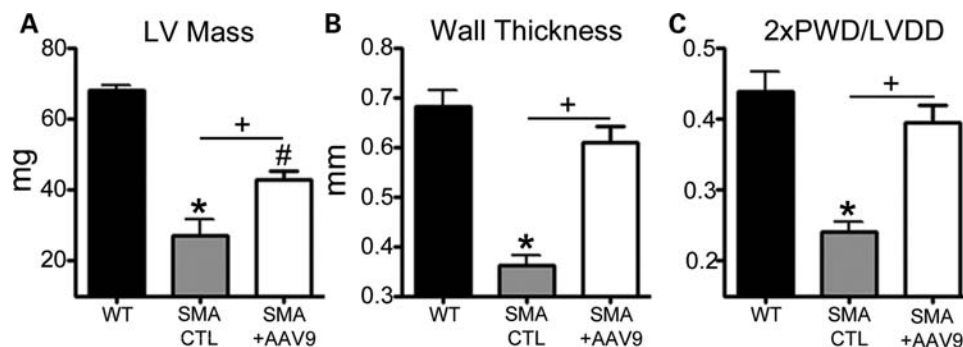 A
LV Mass
mg
80
60
40
20
*
+
#
WT
SMA
CTL
SMA
+AAV9
B
Wall Thickness
mm
0.8
0.7
0.6
0.5
0.4
0.3
*
+
WT
SMA
CTL
SMA
+AAV9
C
2xPWD/LVDD
0.5
0.4
0.3
0.2
*
+
WT
SMA
CTL
SMA
+AAV9